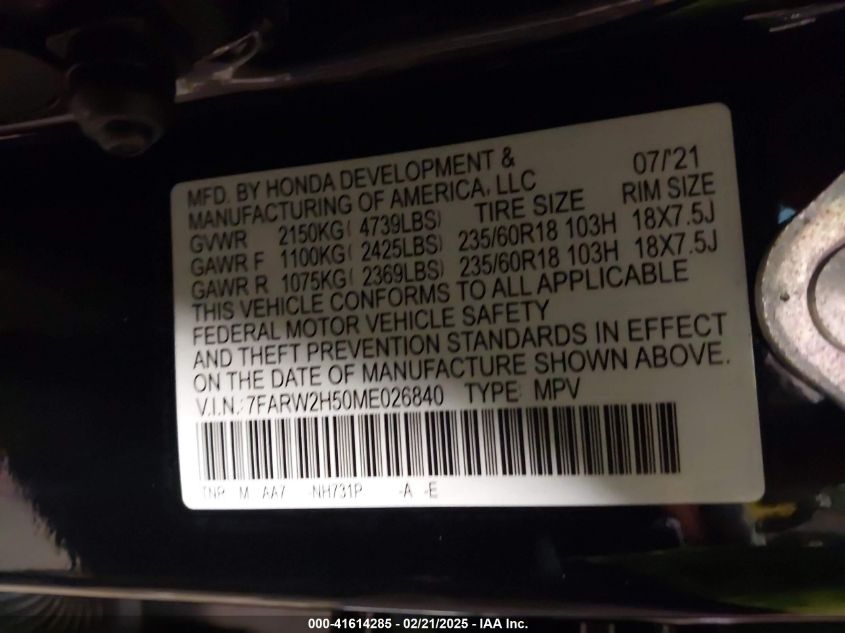 MFD. BY HONDA DEVELOPMENT & 07/'21
MANUFACTURING OF AMERICA, LLC TIRE SIZE RIM SIZE
GVWR 2150KG( 4739LBS)
GAWR F 1100KG( 2425LBS) 235/60R18 103H 18X7.5J
GAWR R 1075KG( 2369LBS) 235/60R18 103H 18X7.5J
THIS VEHICLE CONFORMS TO ALL APPLICABLE
FEDERAL MOTOR VEHICLE SAFETY
AND THEFT PREVENTION STANDARDS IN EFFECT
ON THE DATE OF MANUFACTURE SHOWN ABOVE.
V.I.N.: 7FARW2H50ME026840 TYPE: MPV
TNP M AA7 -NH731P -A -E
000-41614285 - 02/21/2025 - IAA Inc.